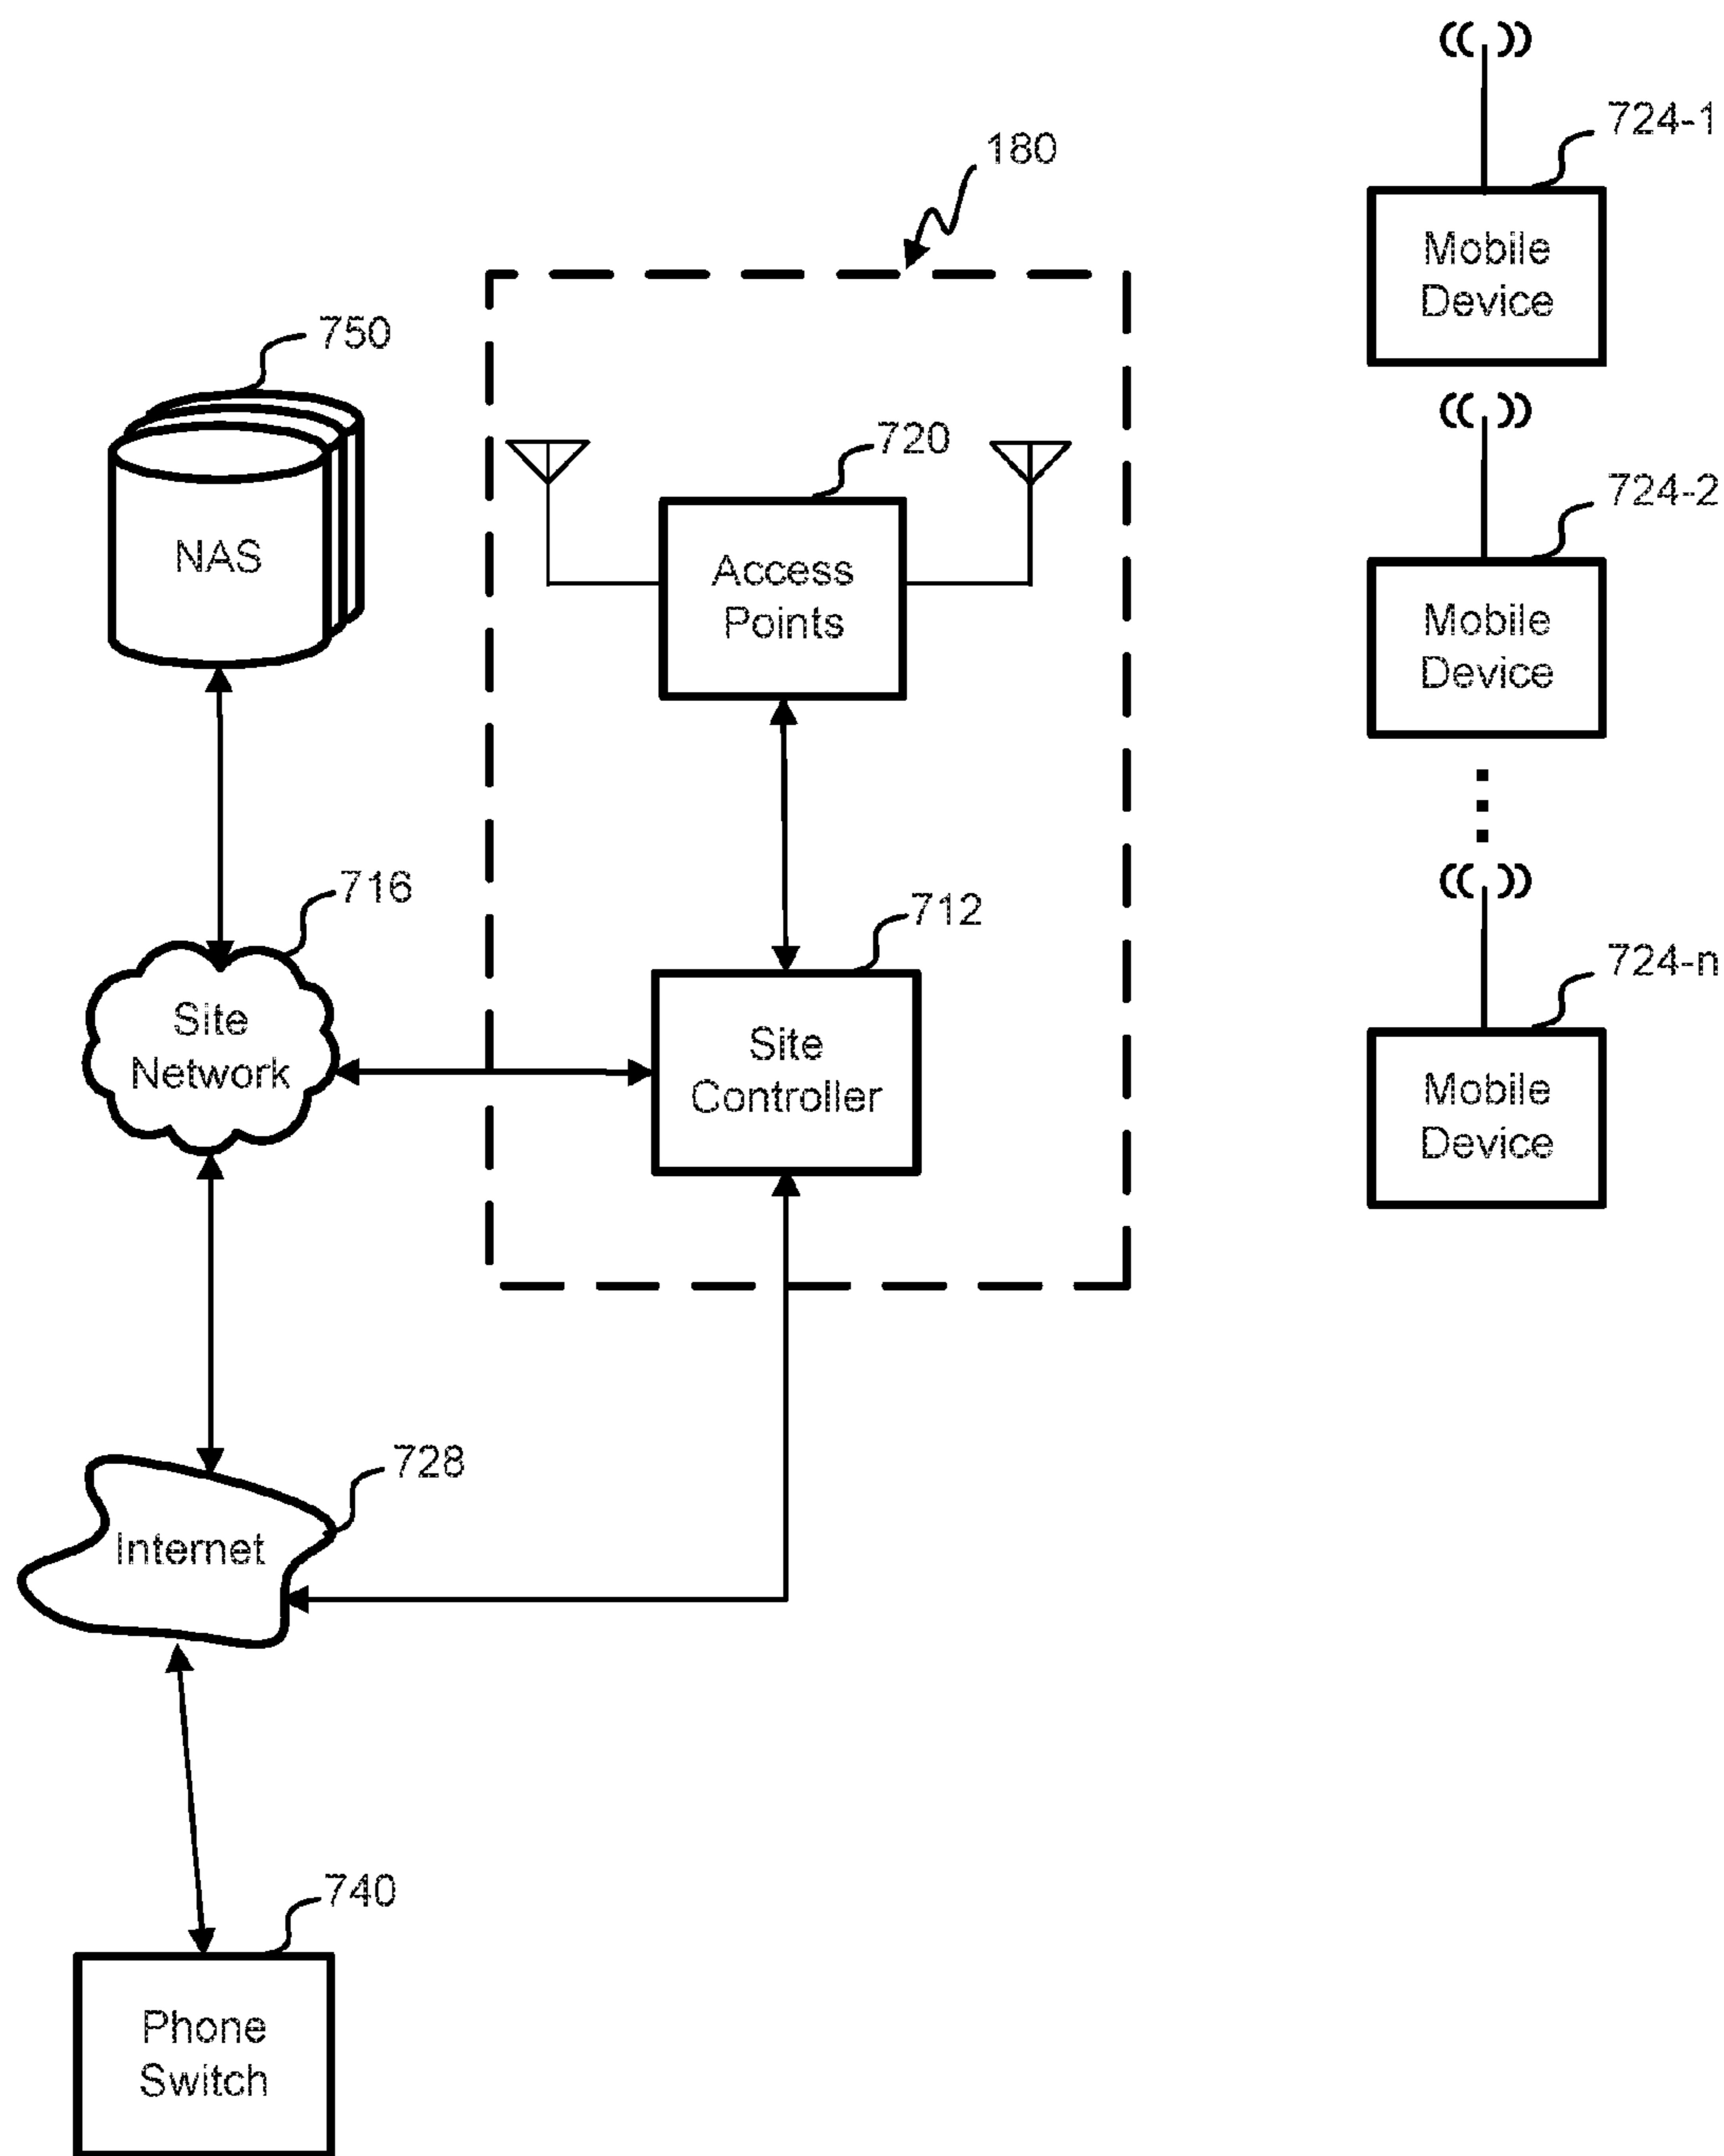 724-1
180
Mobile
Device
750
720
724-2
NAS
Access
Points
Mobile
Device
716
712
724-n
Site
Network
Site
Controller
Mobile
Device
728
Internet
740
Phone
Switch